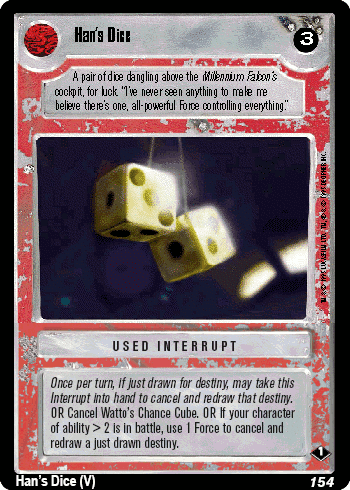 Han's Dice
3
A pair of dice dangling above the Millennium Falcon's
cockpit, for luck. "I've never seen anything to make me
believe there's one, all-powerful Force controlling everything."
USED INTERRUPT
Once per turn, if just drawn for destiny, may take this
Interrupt into hand to cancel and redraw that destiny.
OR Cancel Watto's Chance Cube. OR If your character
of ability > 2 is in battle, use 1 Force to cancel and
redraw a just drawn destiny.
1
Han's Dice (V)
154